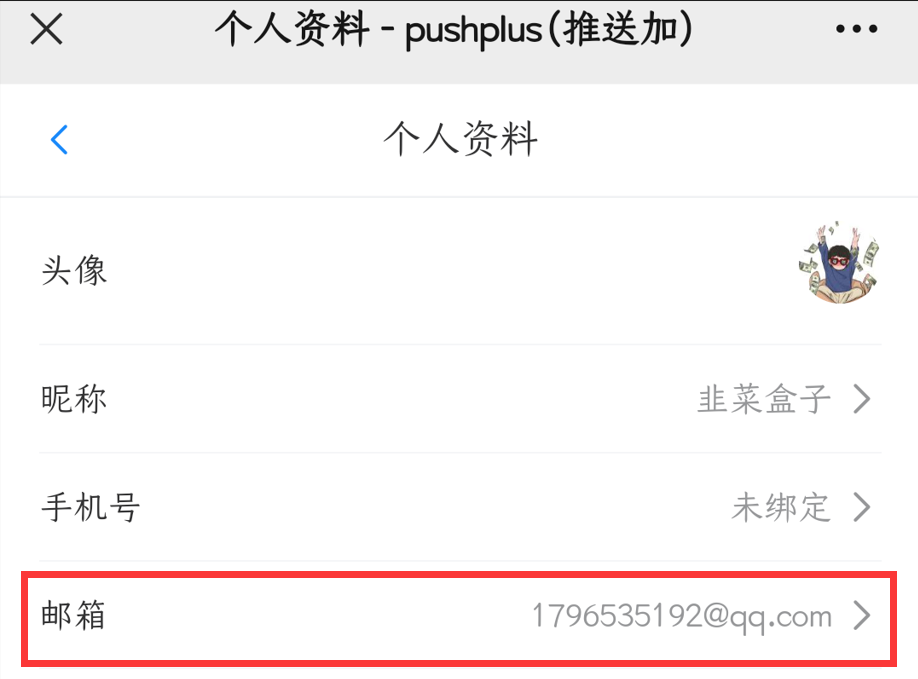 个人资料 - pushplus(推送加)
个人资料
头像
昵称 韭菜盒子
手机号 未绑定
邮箱 1796535192@qq.com